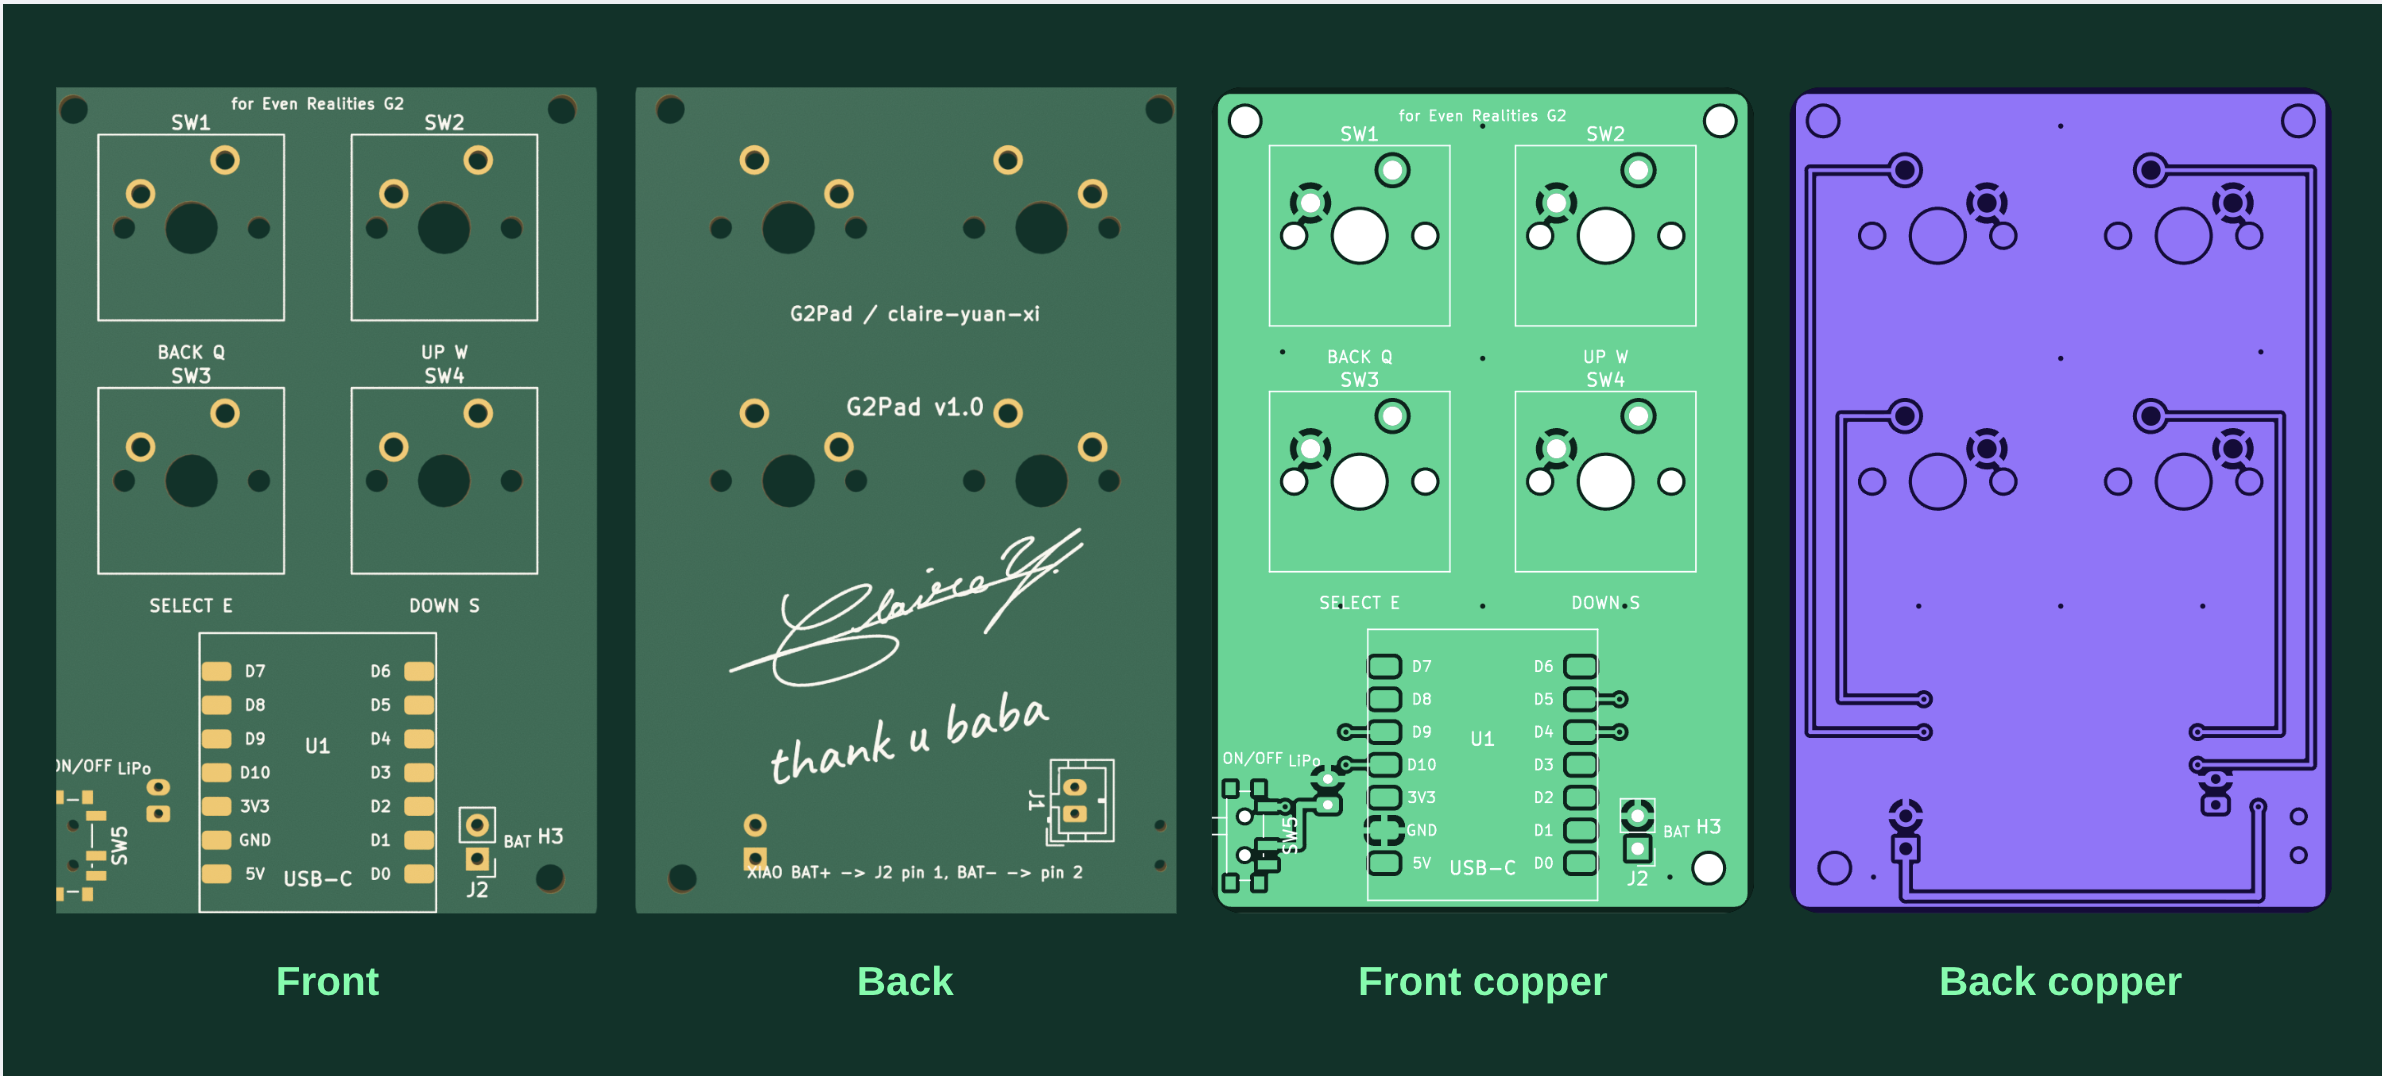 for Even Realities G2
SW1
SW2
BACK Q
UP W
SW3
SW4
SELECT E
DOWN S
D7
D6
D8
D5
D9
D4
U1
D10
D3
3V3
D2
GND
D1
5V
D0
USB-C
ON/OFF
LiPo
SW5
BAT
H3
J2
Front
G2Pad / claire-yuan-xi
G2Pad v1.0
Claire Y.
thank u baba
J1
XIAO BAT+ -> J2 pin 1, BAT- -> pin 2
Back
for Even Realities G2
SW1
SW2
BACK Q
UP W
SW3
SW4
SELECT E
DOWN S
D7
D6
D8
D5
D9
D4
U1
D10
D3
3V3
D2
GND
D1
5V
D0
USB-C
ON/OFF
LiPo
SW5
BAT
H3
J2
Front copper
Back copper